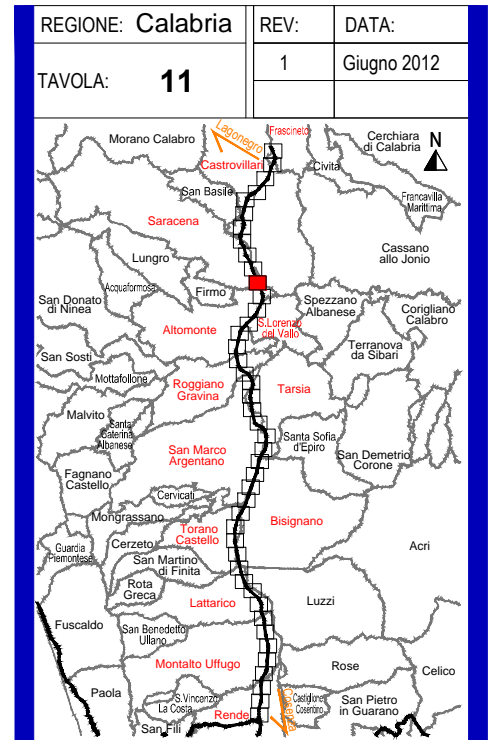 REGIONE: Calabria
REV:
DATA:
TAVOLA: 11
1
Giugno 2012
Lagonegro
Frascineto
Morano Calabro
Cerchiara
di Calabria
N
Castrovillari
Civita
San Basile
Francavilla
Marittima
Saracena
Cassano
allo Jonio
Lungro
Acquaformosa
Firmo
San Donato
di Ninea
Spezzano
Albanese
Corigliano
Calabro
Altomonte
S.Lorenzo
del Vallo
Terranova
da Sibari
San Sosti
Mottafollone
Roggiano
Gravina
Tarsia
Malvito
Santa
Caterina
Albanese
Santa Sofia
d'Epiro
San Marco
Argentano
San Demetrio
Corone
Fagnano
Castello
Cervicati
Mongrassano
Torano
Castello
Bisignano
Guardia
Piemontese
Cerzeto
Acri
San Martino
di Finita
Rota
Greca
Lattarico
Luzzi
Fuscaldo
San Benedetto
Ullano
Montalto Uffugo
Rose
Celico
Paola
S.Vincenzo
La Costa
Rende
Cosenza
Castiglione
Cosentino
San Pietro
in Guarano
San Fili